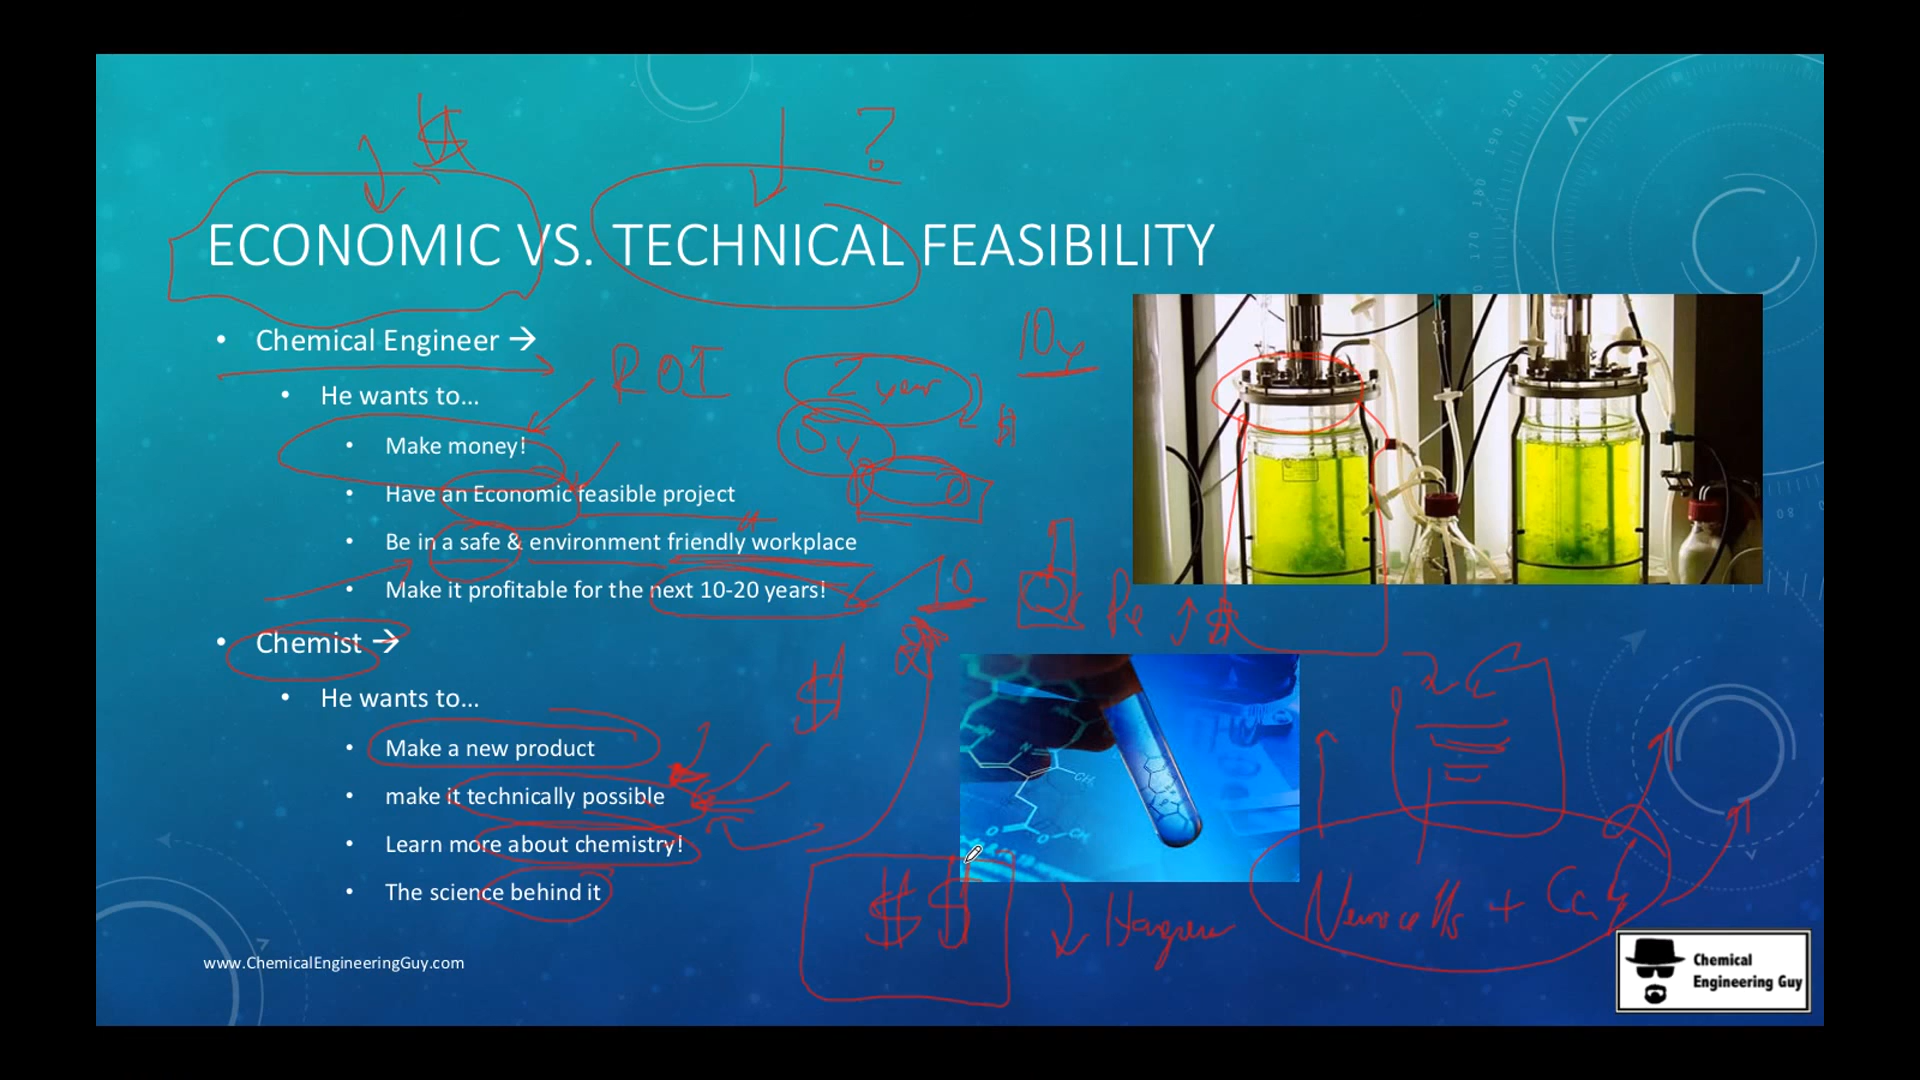 $
?
ECONOMIC VS. TECHNICAL FEASIBILITY
• Chemical Engineer →
ROI
2 year
10y
• He wants to...
5y
$
• Make money!
• Have an Economic feasible project
• Be in a safe & environment friendly workplace
• Make it profitable for the next 10-20 years!
10
$
• Chemist →
$
• He wants to...
• Make a new product
• make it technically possible
• Learn more about chemistry!
• The science behind it
$$
www.ChemicalEngineeringGuy.com
Chemical
Engineering Guy